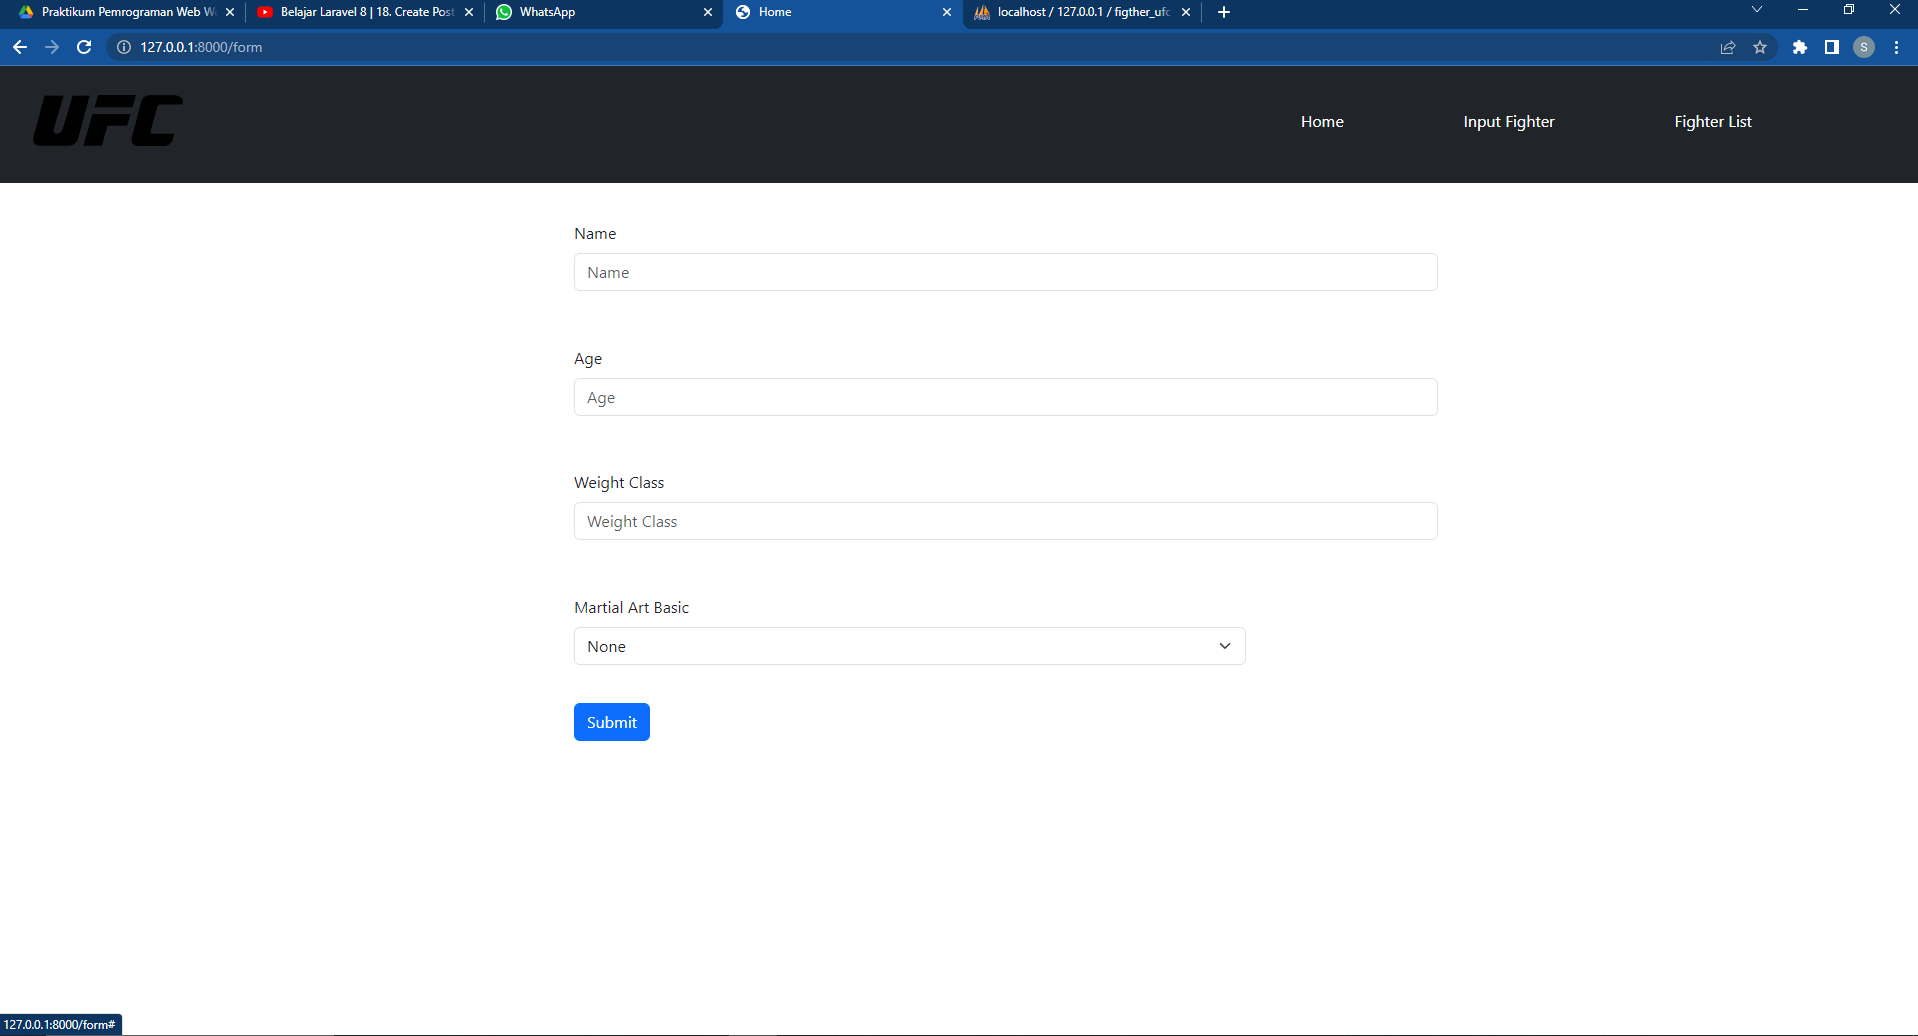 Praktikum Pemrograman Web W
Belajar Laravel 8 | 18. Create Post
WhatsApp
Home
localhost / 127.0.0.1 / figther_ufc
127.0.0.1:8000/form
S
UFC
Home
Input Fighter
Fighter List
Name
Name
Age
Age
Weight Class
Weight Class
Martial Art Basic
None
Submit
127.0.0.1:8000/form#